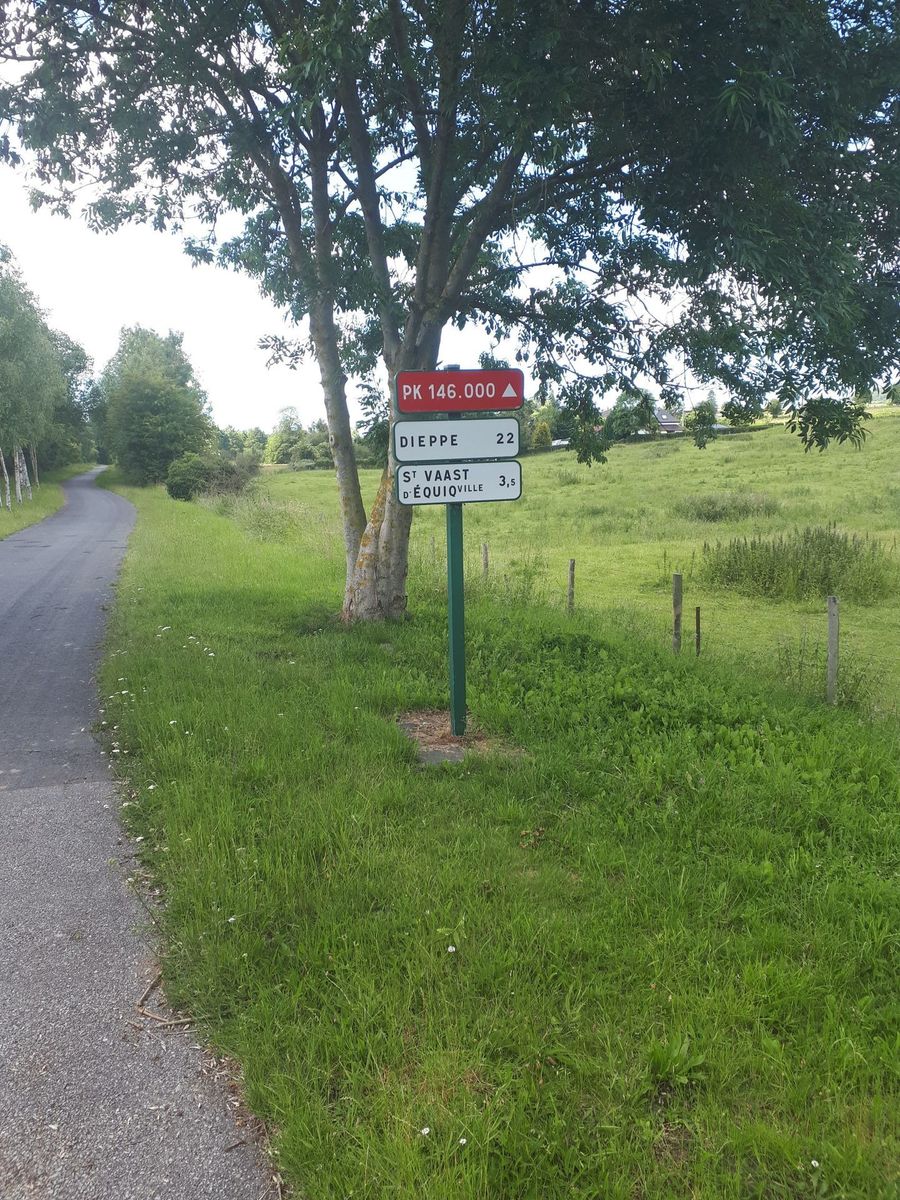 PK 146.000 ▲
DIEPPE 22
ST VAAST
D'ÉQUIQVILLE 3,5